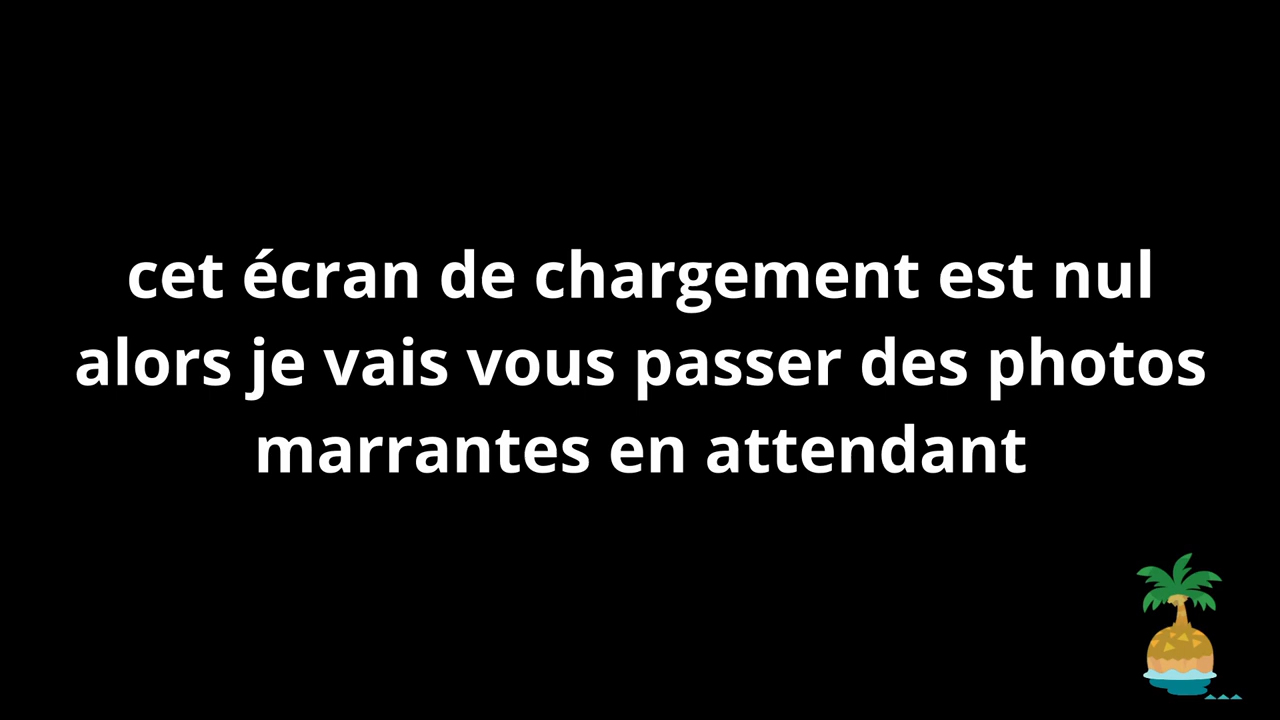 cet écran de chargement est nul
alors je vais vous passer des photos
marrantes en attendant